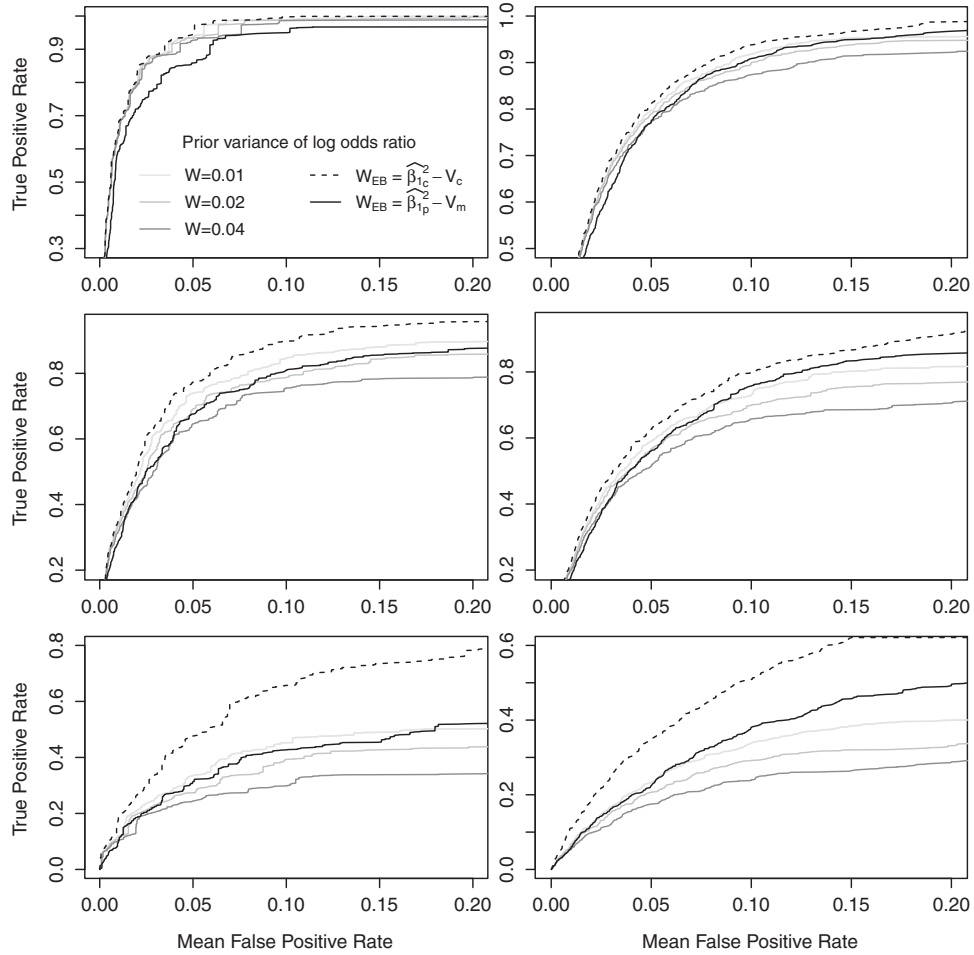 True Positive Rate
0.3 0.5 0.7 0.9
0.00 0.05 0.10 0.15 0.20
Prior variance of log odds ratio
W=0.01
W=0.02
W=0.04
W_EB = \widehat{β_{1c}}^2 – V_c
W_EB = \widehat{β_{1p}}^2 – V_m
0.5 0.6 0.7 0.8 0.9 1.0
0.00 0.05 0.10 0.15 0.20
True Positive Rate
0.2 0.4 0.6 0.8
0.00 0.05 0.10 0.15 0.20
0.2 0.4 0.6 0.8
0.00 0.05 0.10 0.15 0.20
True Positive Rate
0.0 0.2 0.4 0.6 0.8
0.00 0.05 0.10 0.15 0.20
Mean False Positive Rate
0.0 0.2 0.4 0.6
0.00 0.05 0.10 0.15 0.20
Mean False Positive Rate